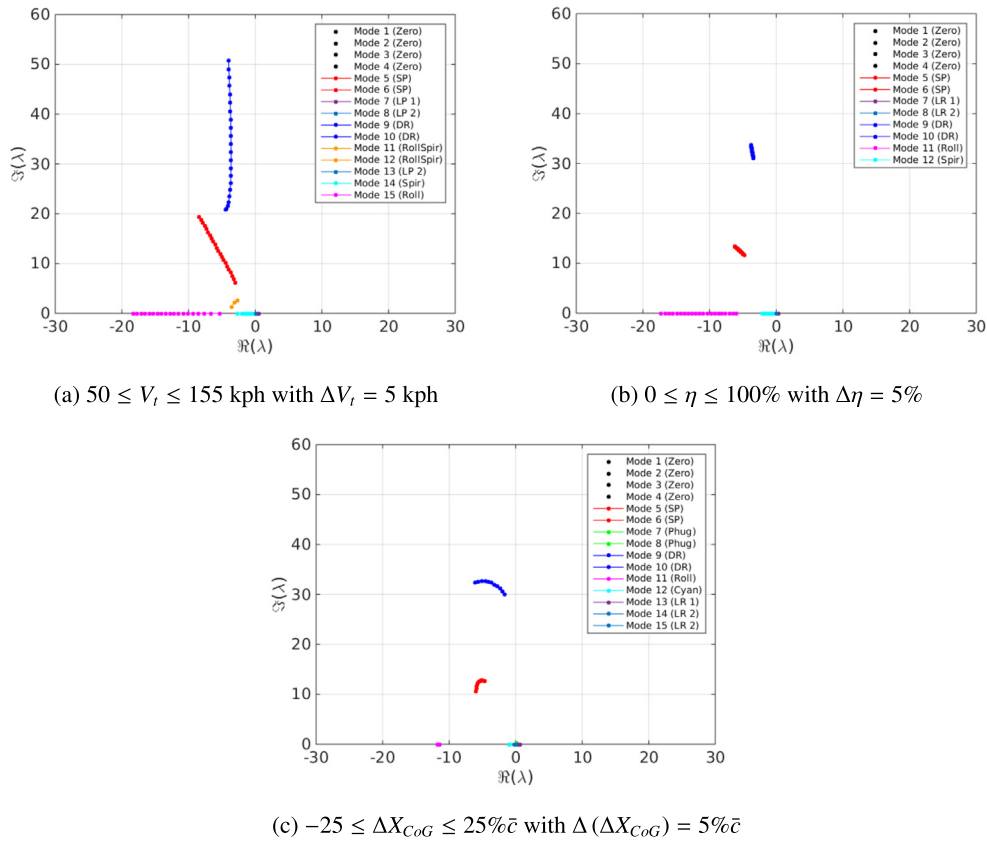 60
50
40
30
20
10
0
ℑ(λ)
-30 -20 -10 0 10 20 30
ℜ(λ)
Mode 1 (Zero)
Mode 2 (Zero)
Mode 3 (Zero)
Mode 4 (Zero)
Mode 5 (SP)
Mode 6 (SP)
Mode 7 (LP 1)
Mode 8 (LP 2)
Mode 9 (DR)
Mode 10 (DR)
Mode 11 (RollSpir)
Mode 12 (RollSpir)
Mode 13 (LP 2)
Mode 14 (Spir)
Mode 15 (Roll)
(a) 50 ≤ V_t ≤ 155 kph with ΔV_t = 5 kph
60
50
40
30
20
10
0
ℑ(λ)
-30 -20 -10 0 10 20 30
ℜ(λ)
Mode 1 (Zero)
Mode 2 (Zero)
Mode 3 (Zero)
Mode 4 (Zero)
Mode 5 (SP)
Mode 6 (SP)
Mode 7 (LR 1)
Mode 8 (LR 2)
Mode 9 (DR)
Mode 10 (DR)
Mode 11 (Roll)
Mode 12 (Spir)
(b) 0 ≤ η ≤ 100% with Δη = 5%
60
50
40
30
20
10
0
ℑ(λ)
-30 -20 -10 0 10 20 30
ℜ(λ)
Mode 1 (Zero)
Mode 2 (Zero)
Mode 3 (Zero)
Mode 4 (Zero)
Mode 5 (SP)
Mode 6 (SP)
Mode 7 (Phug)
Mode 8 (Phug)
Mode 9 (DR)
Mode 10 (DR)
Mode 11 (Roll)
Mode 12 (Cyan)
Mode 13 (LR 1)
Mode 14 (LR 2)
Mode 15 (LR 2)
(c) −25 ≤ ΔX_CoG ≤ 25%c̄ with Δ (ΔX_CoG) = 5%c̄